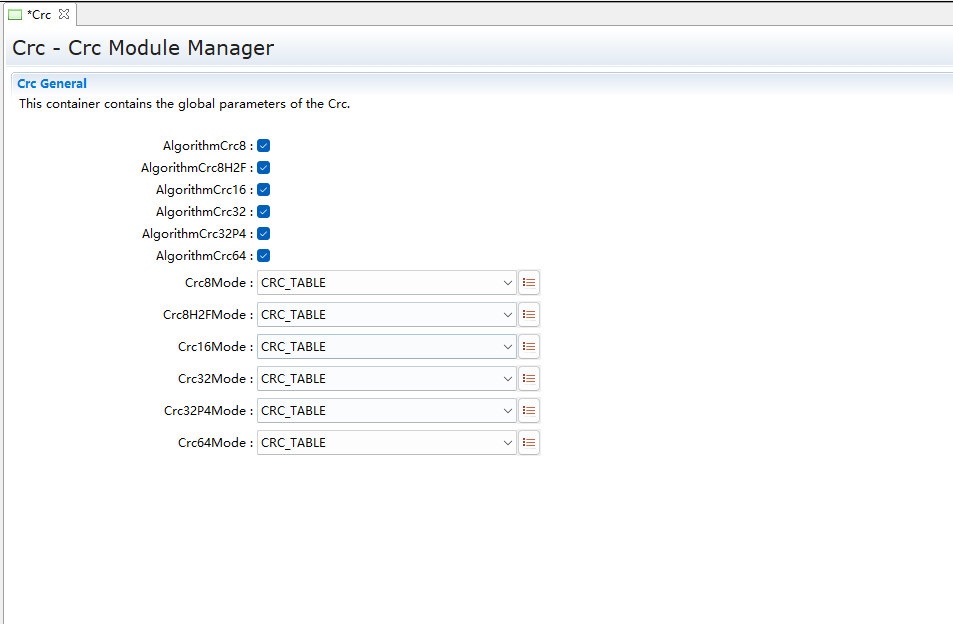 *Crc
Crc - Crc Module Manager
Crc General
This container contains the global parameters of the Crc.
AlgorithmCrc8 :
AlgorithmCrc8H2F :
AlgorithmCrc16 :
AlgorithmCrc32 :
AlgorithmCrc32P4 :
AlgorithmCrc64 :
Crc8Mode : CRC_TABLE
Crc8H2FMode : CRC_TABLE
Crc16Mode : CRC_TABLE
Crc32Mode : CRC_TABLE
Crc32P4Mode : CRC_TABLE
Crc64Mode : CRC_TABLE